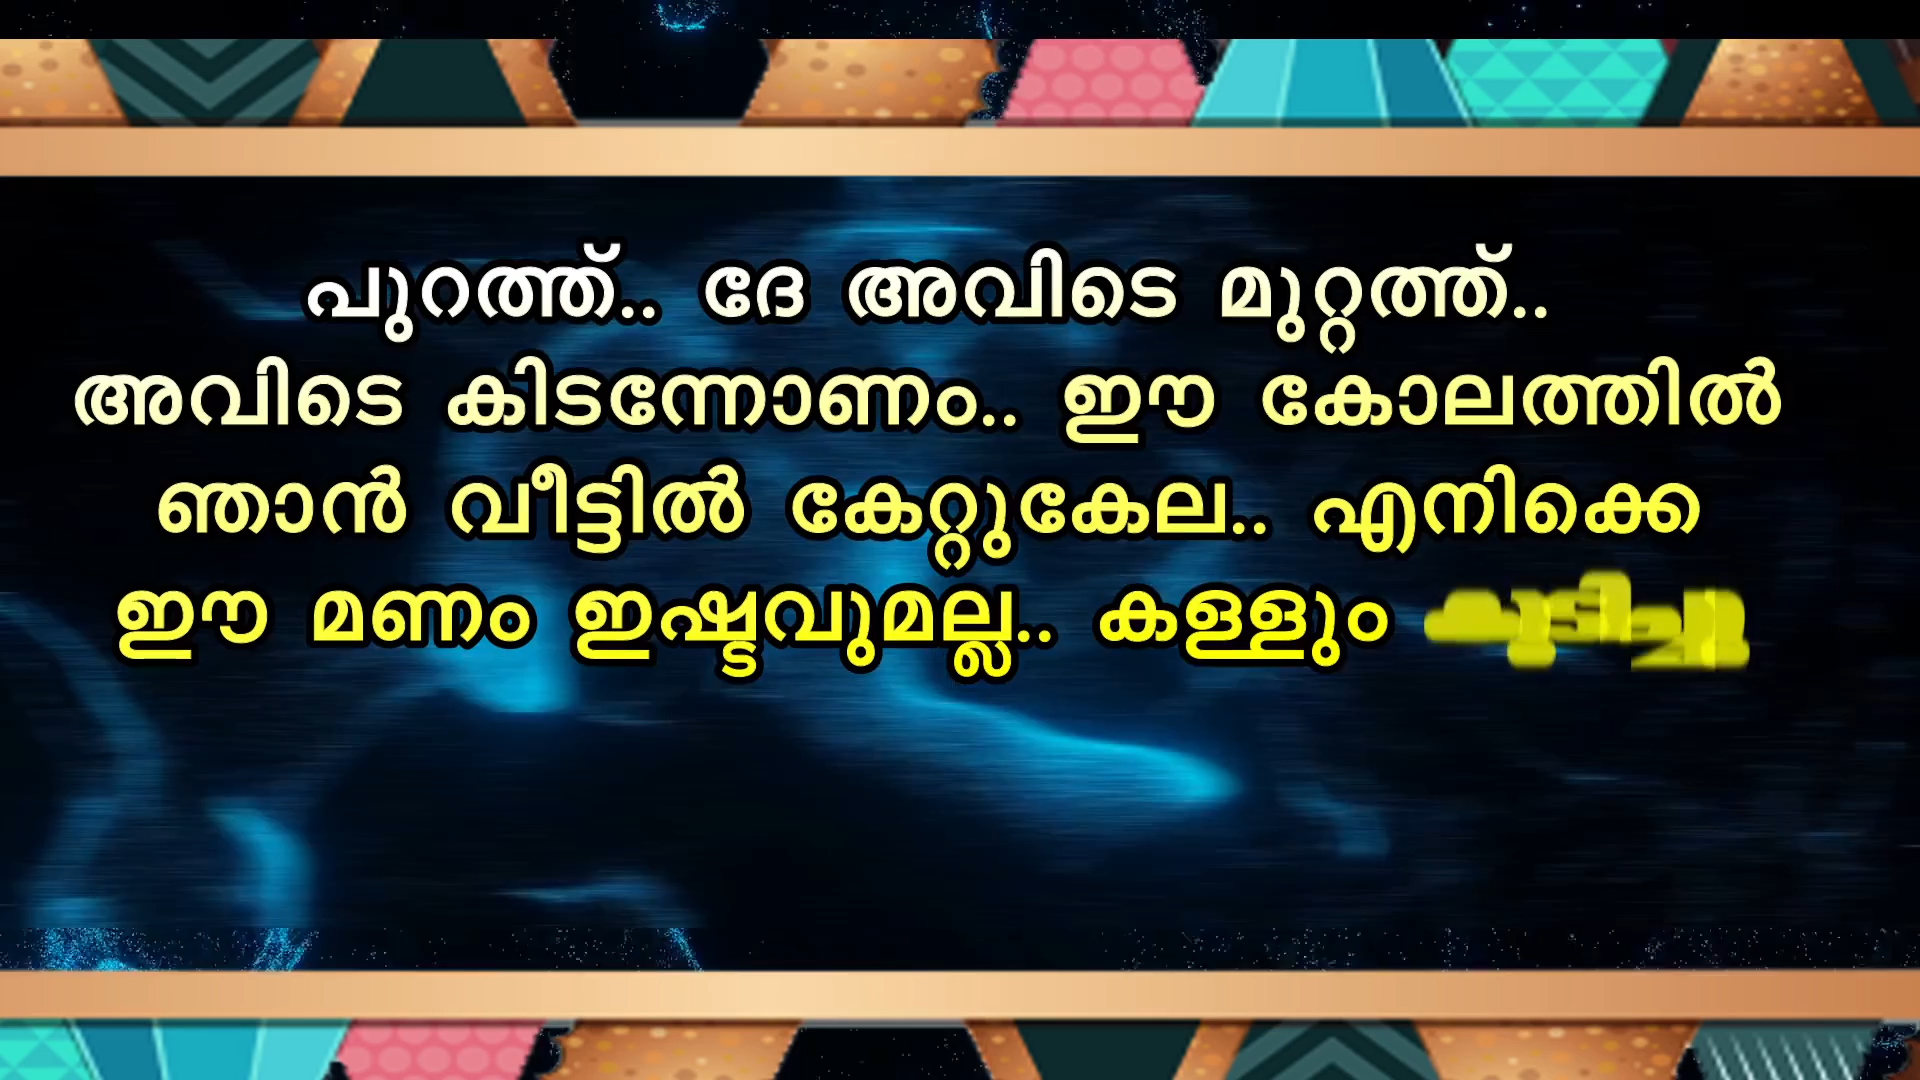 പുറത്ത്.. ദേ അവിടെ മുറ്റത്ത്..
അവിടെ കിടന്നോണം.. ഈ കോലത്തിൽ
ഞാൻ വീട്ടിൽ കേറ്റുകേല.. എനിക്കെ
ഈ മണം ഇഷ്ടവുമല്ല.. കള്ളും